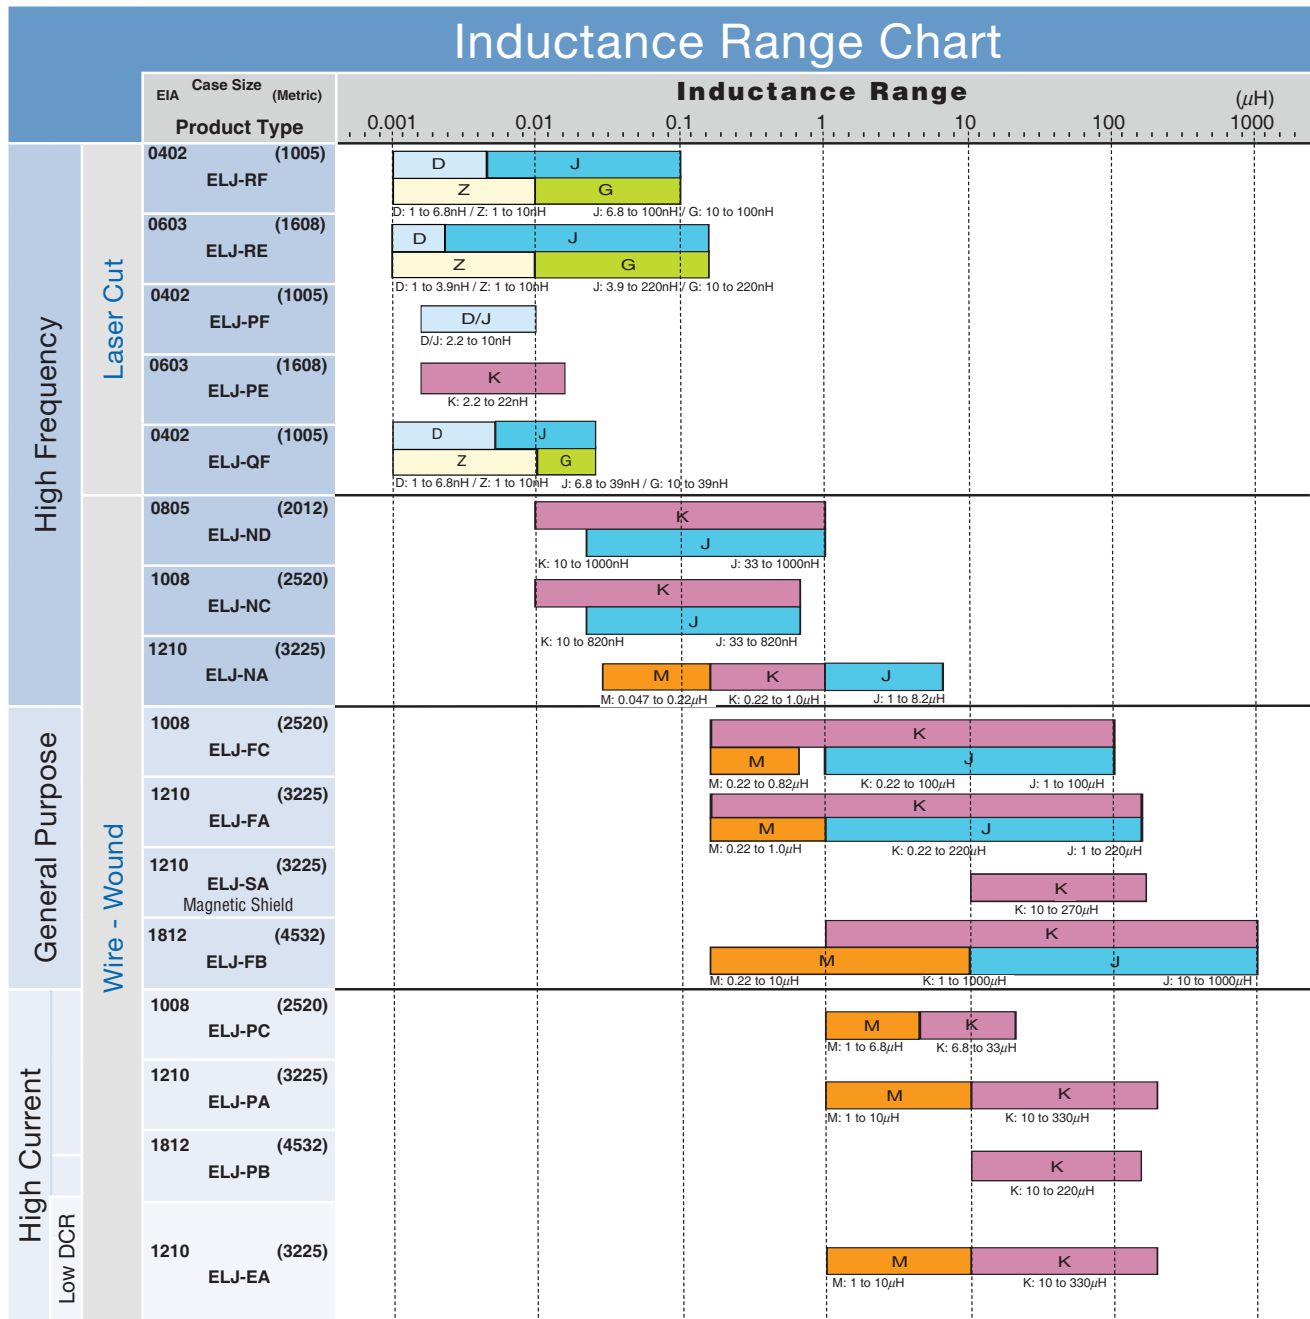 Inductance Range Chart
EIA Case Size (Metric)
Product Type
Inductance Range (μH)
0.001 0.01 0.1 1 10 100 1000
High Frequency
Laser Cut
0402 (1005)
ELJ-RF
D J
Z G
D: 1 to 6.8nH / Z: 1 to 10nH J: 6.8 to 100nH / G: 10 to 100nH
0603 (1608)
ELJ-RE
D J
Z G
D: 1 to 3.9nH / Z: 1 to 10nH J: 3.9 to 220nH / G: 10 to 220nH
0402 (1005)
ELJ-PF
D/J
D/J: 2.2 to 10nH
0603 (1608)
ELJ-PE
K
K: 2.2 to 22nH
0402 (1005)
ELJ-QF
D J
Z G
D: 1 to 6.8nH / Z: 1 to 10nH J: 6.8 to 39nH / G: 10 to 39nH
Wire - Wound
0805 (2012)
ELJ-ND
K
J
K: 10 to 1000nH J: 33 to 1000nH
1008 (2520)
ELJ-NC
K
J
K: 10 to 820nH J: 33 to 820nH
1210 (3225)
ELJ-NA
M K J
M: 0.047 to 0.22μH K: 0.22 to 1.0μH J: 1 to 8.2μH
General Purpose
1008 (2520)
ELJ-FC
K
M J
M: 0.22 to 0.82μH K: 0.22 to 100μH J: 1 to 100μH
1210 (3225)
ELJ-FA
K
M J
M: 0.22 to 1.0μH K: 0.22 to 220μH J: 1 to 220μH
1210 (3225)
ELJ-SA
Magnetic Shield
K
K: 10 to 270μH
1812 (4532)
ELJ-FB
K
M J
M: 0.22 to 10μH K: 1 to 1000μH J: 10 to 1000μH
High Current
1008 (2520)
ELJ-PC
M K
M: 1 to 6.8μH K: 6.8 to 33μH
1210 (3225)
ELJ-PA
M K
M: 1 to 10μH K: 10 to 330μH
1812 (4532)
ELJ-PB
K
K: 10 to 220μH
Low DCR
1210 (3225)
ELJ-EA
M K
M: 1 to 10μH K: 10 to 330μH